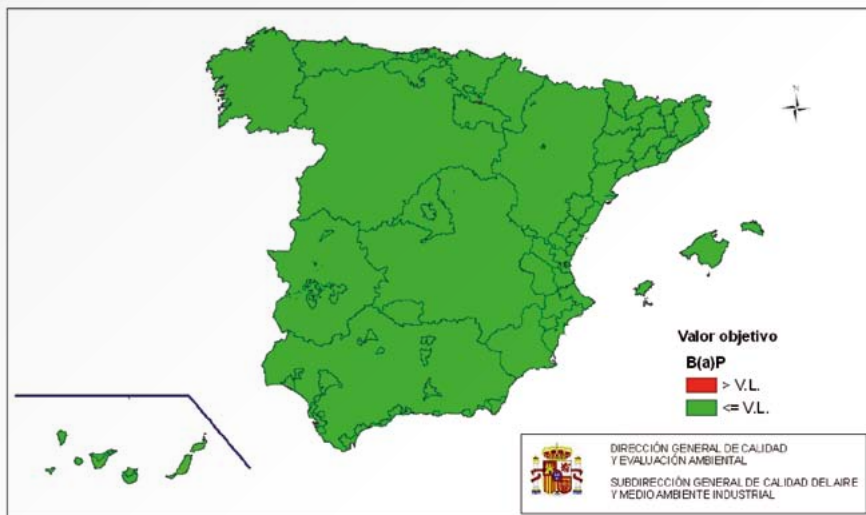 N
Valor objetivo
B(a)P
> V.L.
<= V.L.
DIRECCIÓN GENERAL DE CALIDAD
Y EVALUACIÓN AMBIENTAL
SUBDIRECCIÓN GENERAL DE CALIDAD DEL AIRE
Y MEDIO AMBIENTE INDUSTRIAL